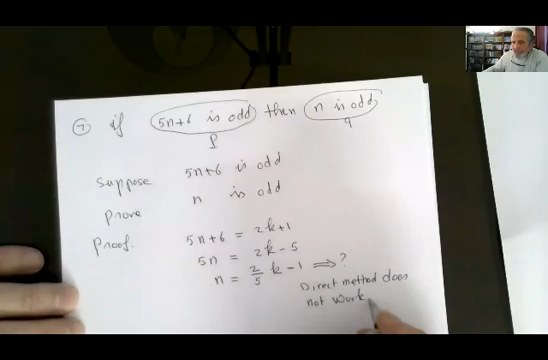 ⑦ if 5n+6 is odd then n is odd
p q
Suppose 5n+6 is odd
prove n is odd
Proof. 5n+6 = 2k+1
5n = 2k-5
n = 2/5 k-1 ⟹ ?
Direct method does
not work